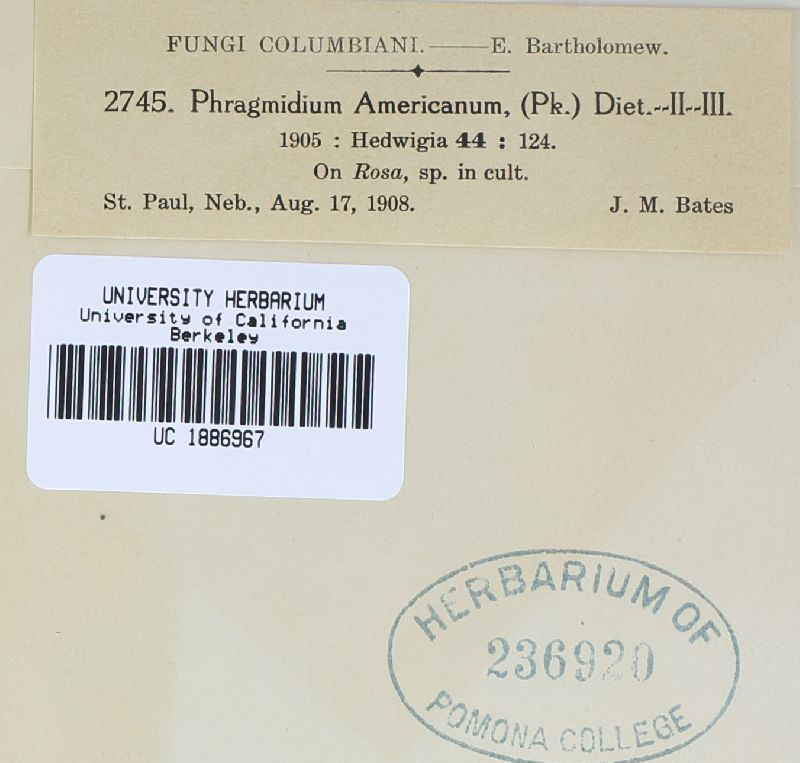 FUNGI COLUMBIANI.——E. Bartholomew.
2745. Phragmidium Americanum, (Pk.) Diet.--II--III.
1905 : Hedwigia 44 : 124.
On Rosa, sp. in cult.
St. Paul, Neb., Aug. 17, 1908. J. M. Bates
UNIVERSITY HERBARIUM
University of California
Berkeley
UC 1886967
HERBARIUM OF
236920
POMONA COLLEGE